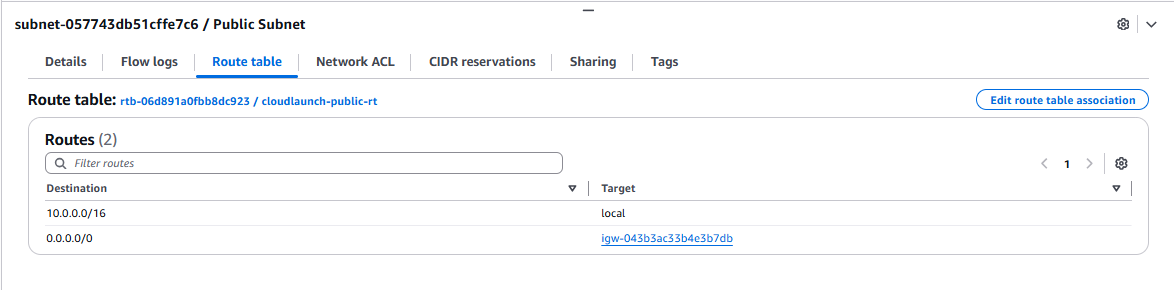 subnet-057743db51cffe7c6 / Public Subnet
Details Flow logs Route table Network ACL CIDR reservations Sharing Tags
Route table: rtb-06d891a0fbb8dc923 / cloudlaunch-public-rt Edit route table association
Routes (2)
Filter routes 1
Destination Target
10.0.0.0/16 local
0.0.0.0/0 igw-043b3ac33b4e3b7db